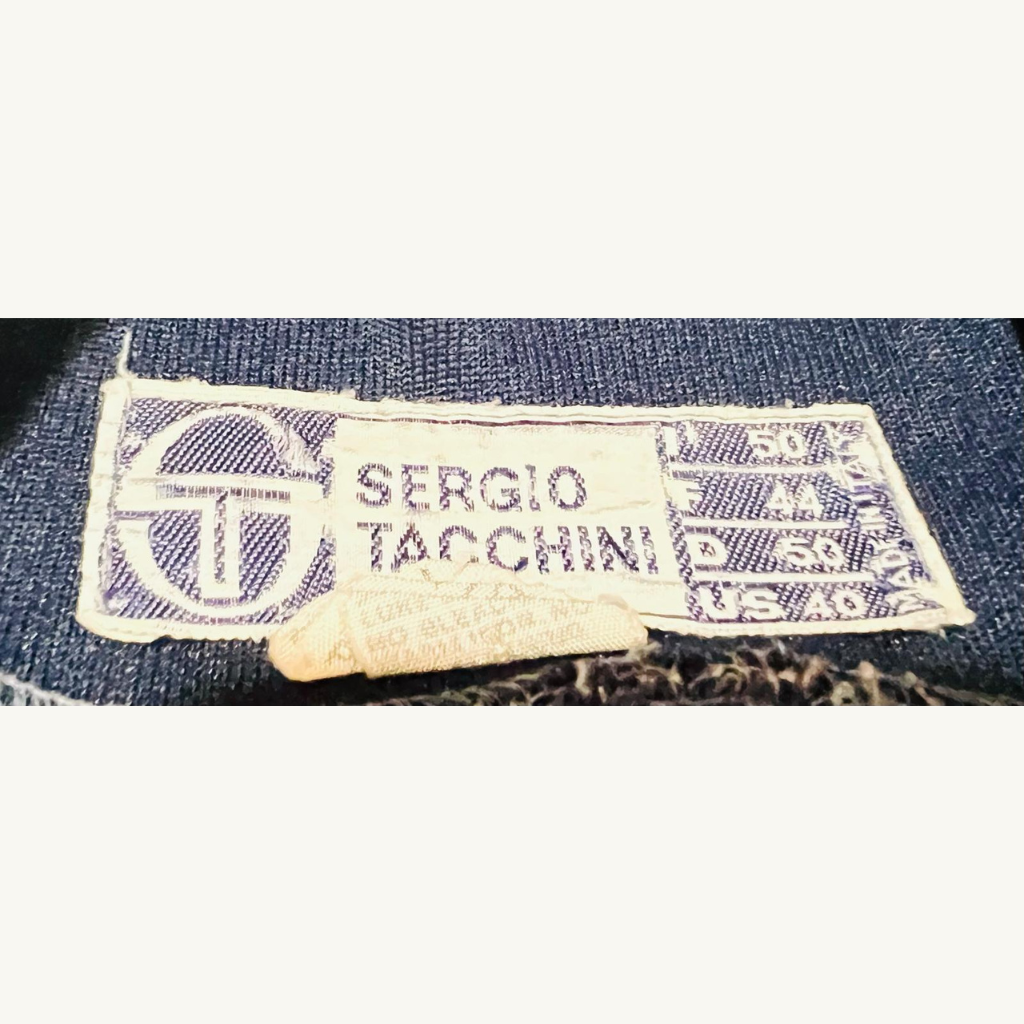 SERGIO
TACCHINI
I 50
F 44
D 50
US 40
MADE IN ITALY